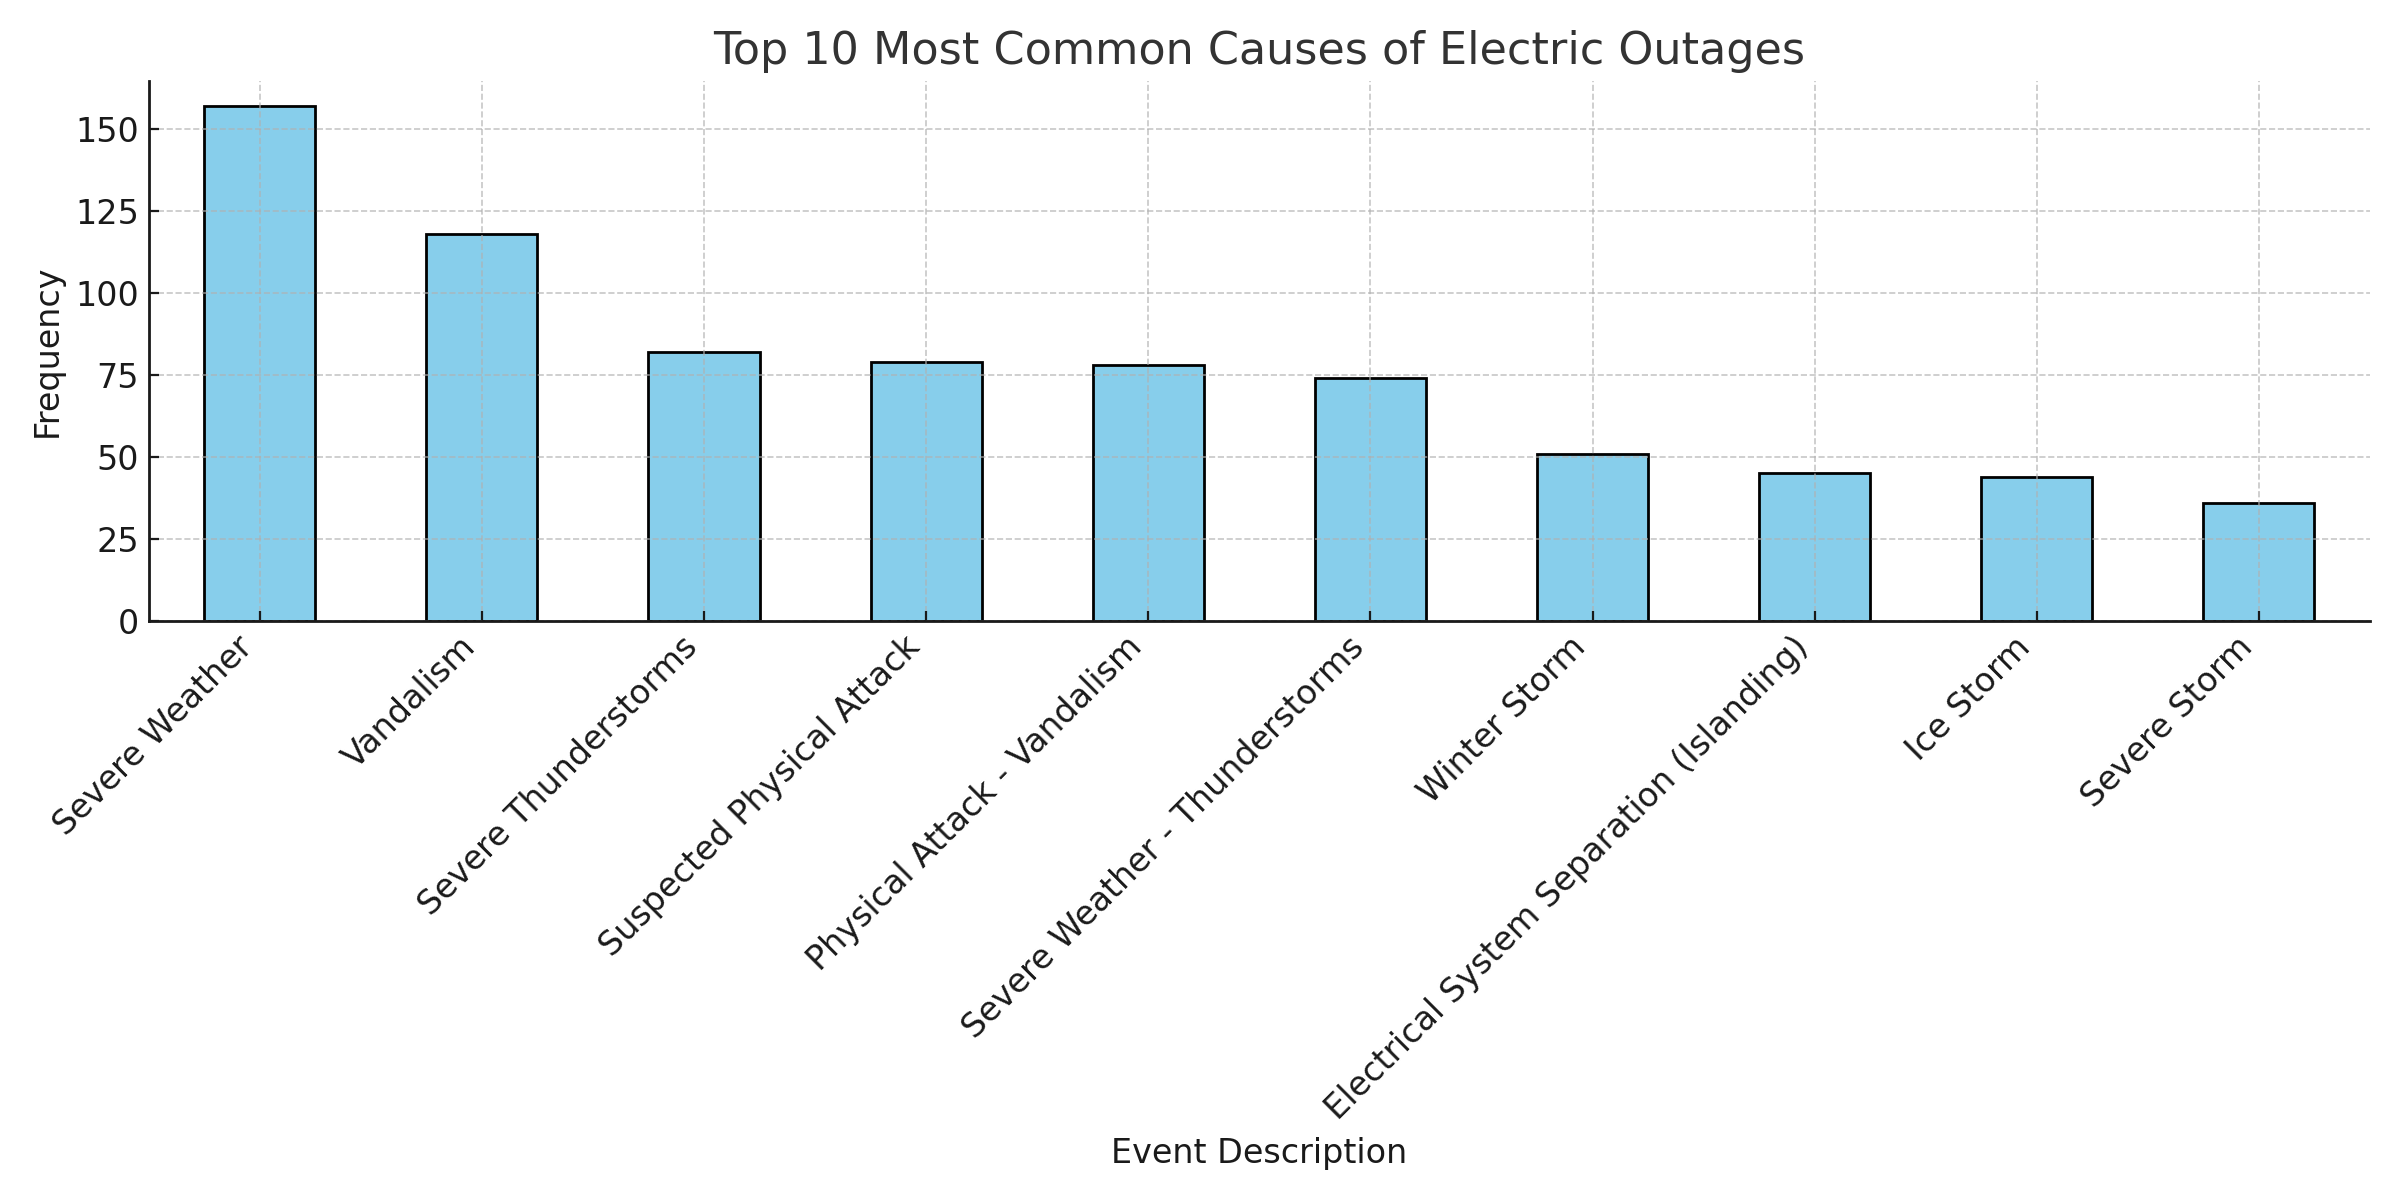 Top 10 Most Common Causes of Electric Outages
Frequency
150
125
100
75
50
25
0
Severe Weather
Vandalism
Severe Thunderstorms
Suspected Physical Attack
Physical Attack - Vandalism
Severe Weather - Thunderstorms
Winter Storm
Electrical System Separation (Islanding)
Ice Storm
Severe Storm
Event Description